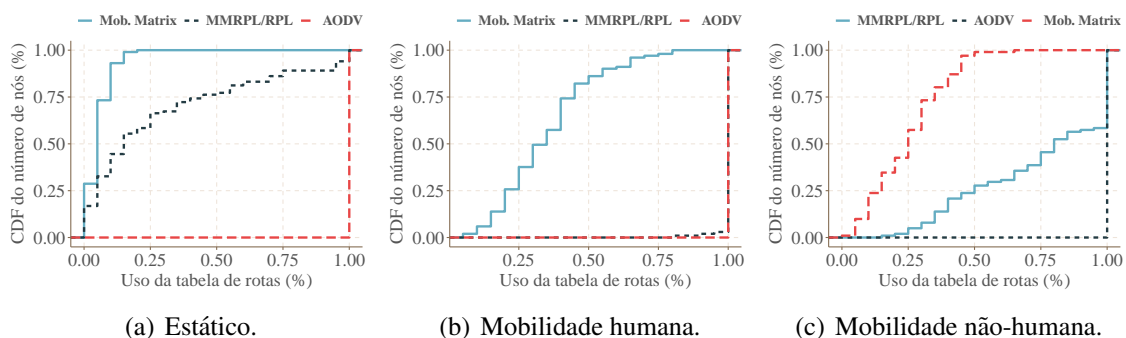 Mob. Matrix MMRPL/RPL AODV
CDF do número de nós (%)
1.00
0.75
0.50
0.25
0.00
0.00 0.25 0.50 0.75 1.00
Uso da tabela de rotas (%)
(a) Estático.
Mob. Matrix MMRPL/RPL AODV
CDF do número de nós (%)
1.00
0.75
0.50
0.25
0.00
0.25 0.50 0.75 1.00
Uso da tabela de rotas (%)
(b) Mobilidade humana.
MMRPL/RPL AODV Mob. Matrix
CDF do número de nós (%)
1.00
0.75
0.50
0.25
0.00
0.00 0.25 0.50 0.75 1.00
Uso da tabela de rotas (%)
(c) Mobilidade não-humana.